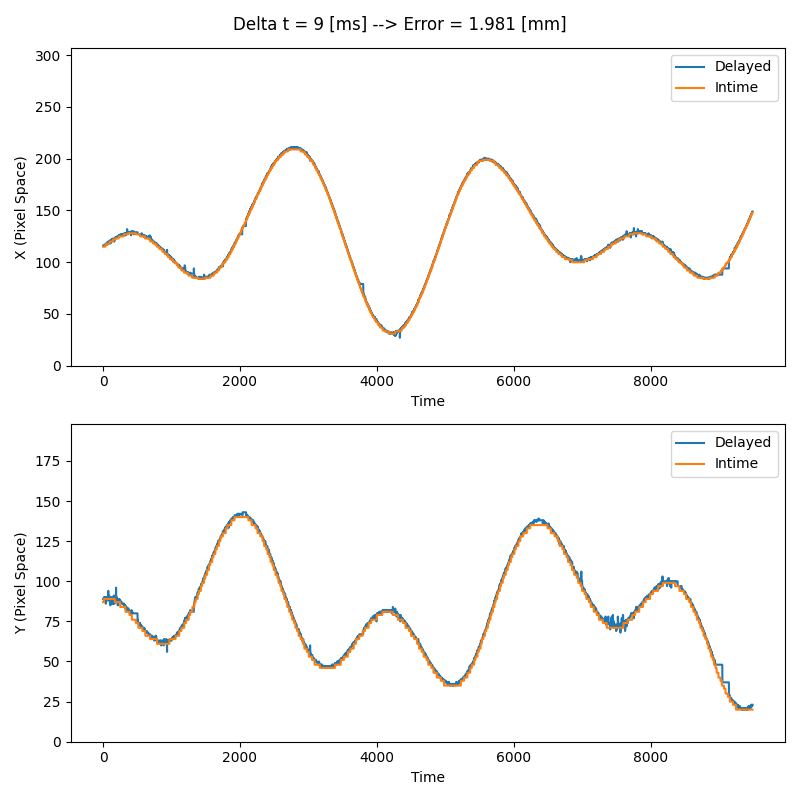 Delta t = 9 [ms] --> Error = 1.981 [mm]
300
250
200
150
100
50
0
X (Pixel Space)
Delayed
Intime
0 2000 4000 6000 8000
Time
175
150
125
100
75
50
25
0
Y (Pixel Space)
Delayed
Intime
0 2000 4000 6000 8000
Time